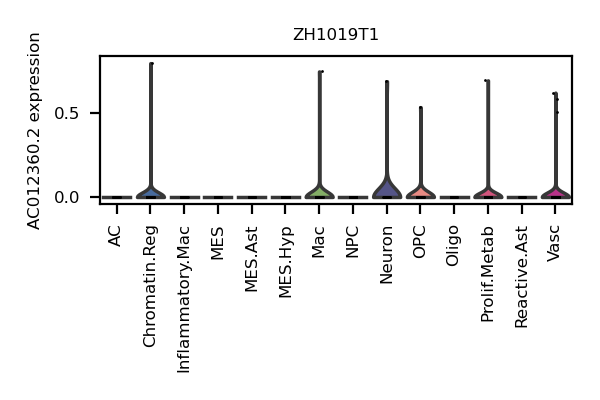 ZH1019T1
AC012360.2 expression
0.5
0.0
AC
Chromatin.Reg
Inflammatory.Mac
MES
MES.Ast
MES.Hyp
Mac
NPC
Neuron
OPC
Oligo
Prolif.Metab
Reactive.Ast
Vasc